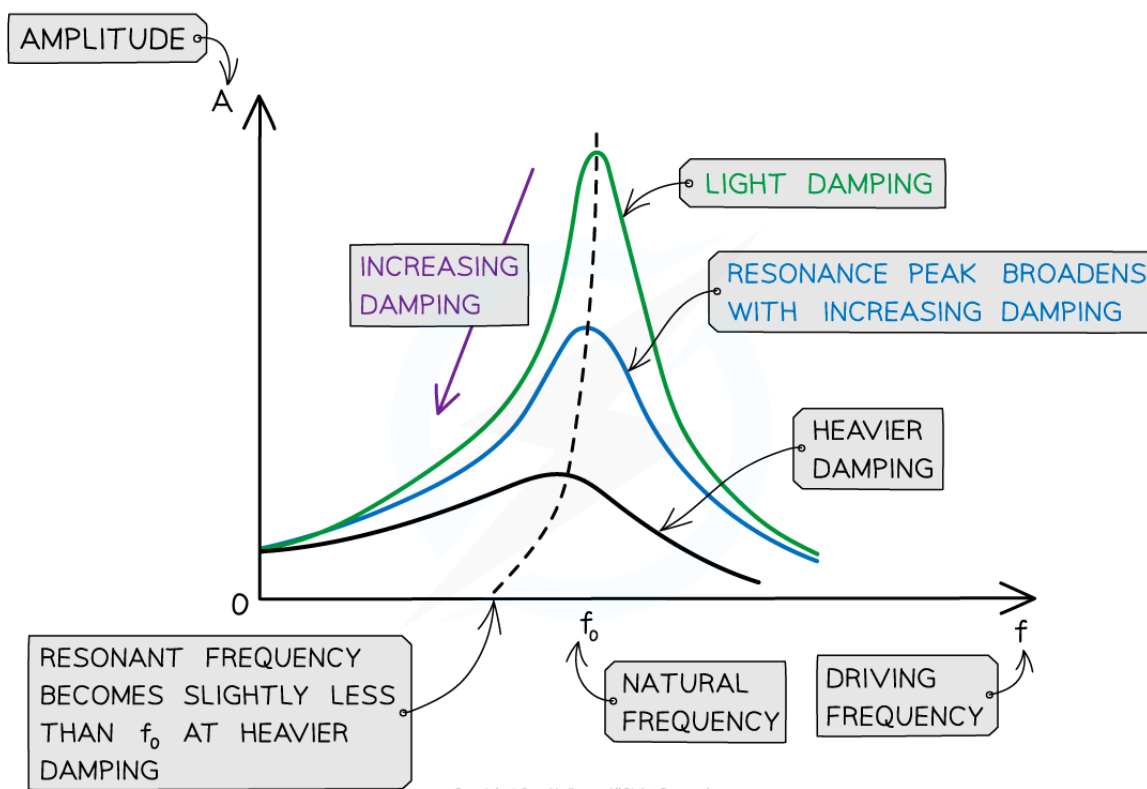 AMPLITUDE
A
LIGHT DAMPING
INCREASING
DAMPING
RESONANCE PEAK BROADENS
WITH INCREASING DAMPING
HEAVIER
DAMPING
0
f₀
f
RESONANT FREQUENCY
BECOMES SLIGHTLY LESS
THAN f₀ AT HEAVIER
DAMPING
NATURAL
FREQUENCY
DRIVING
FREQUENCY